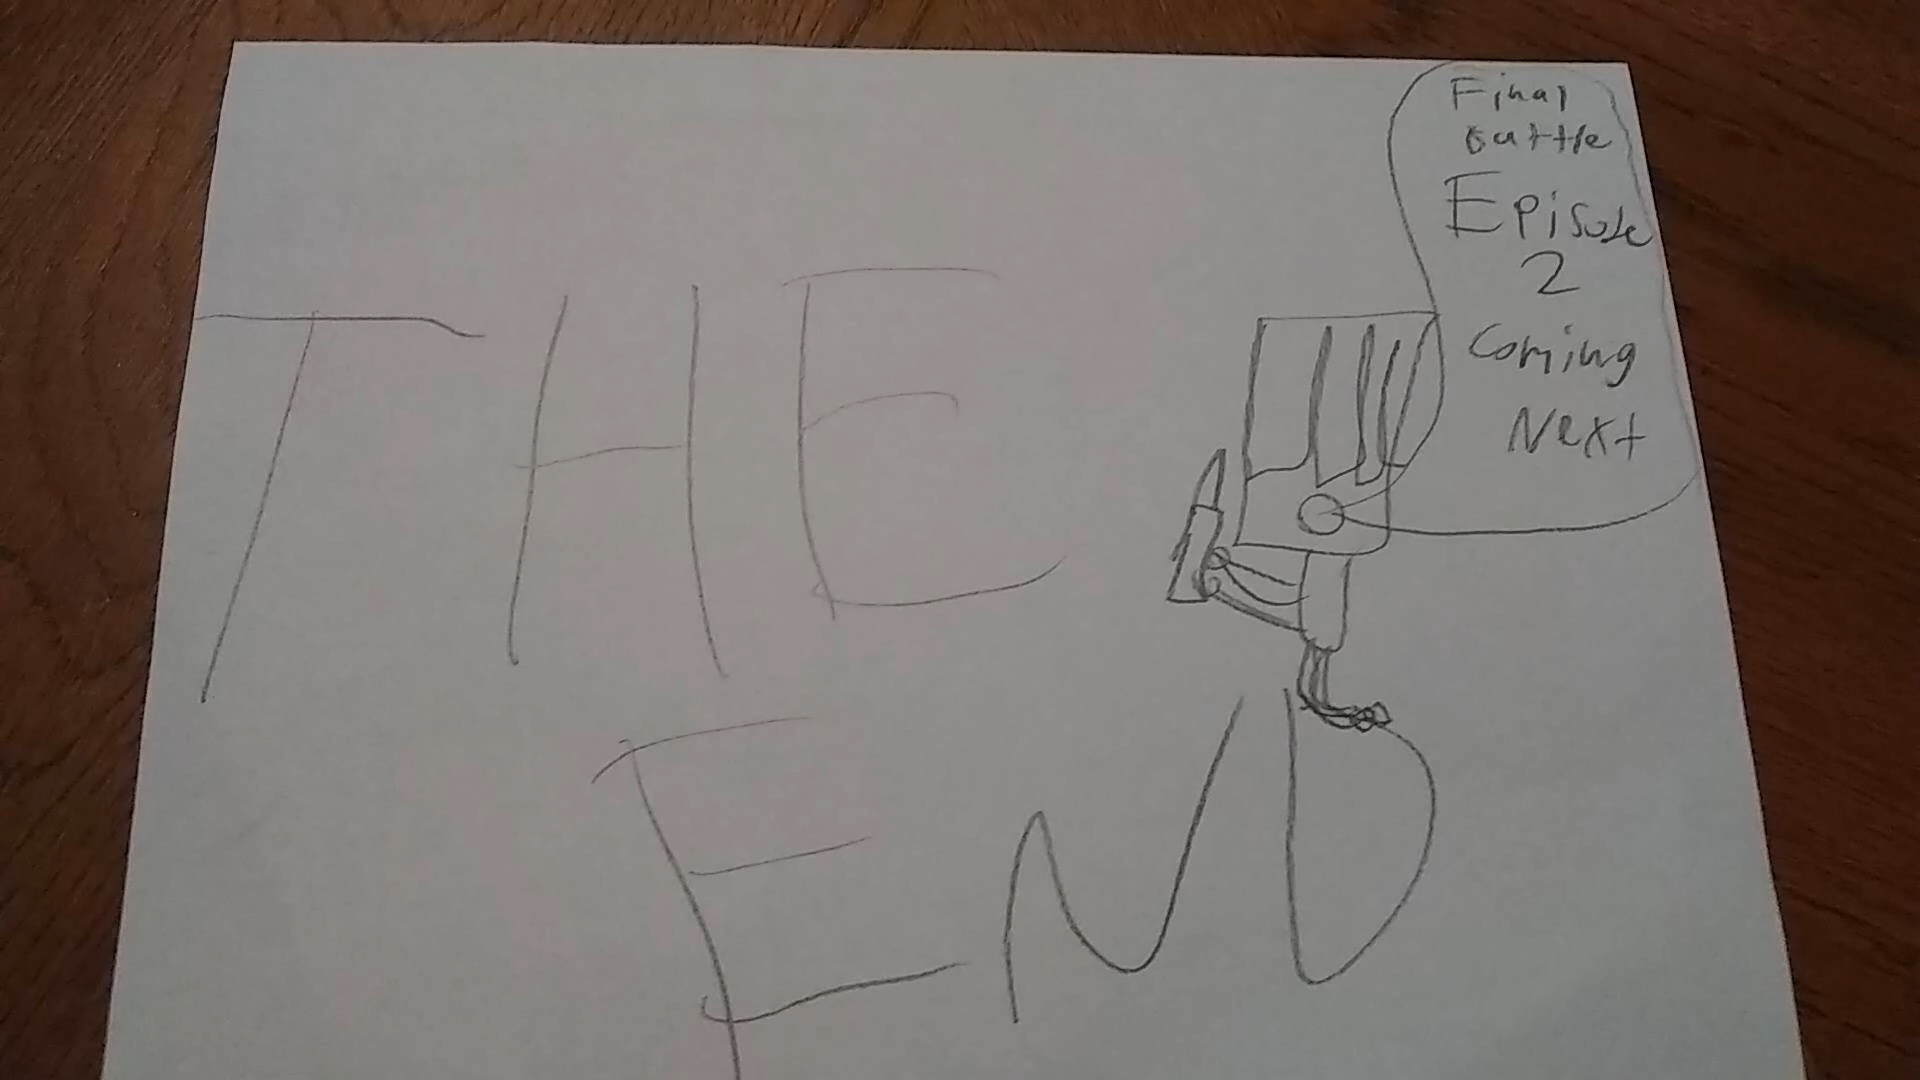 THE
END
Final
battle
Episode
2
Coming
Next